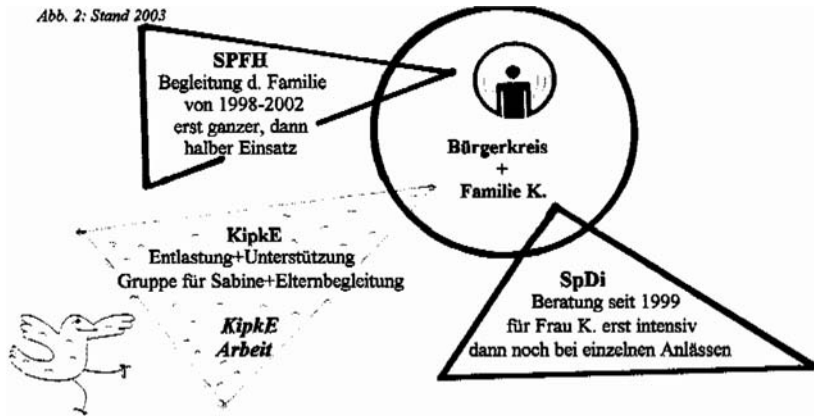 Abb. 2: Stand 2003
SPFH
Begleitung d. Familie
von 1998-2002
erst ganzer, dann
halber Einsatz
Bürgerkreis
+
Familie K.
KipkE
Entlastung+Unterstützung
Gruppe für Sabine+Elternbegleitung
KipkE
Arbeit
SpDi
Beratung seit 1999
für Frau K. erst intensiv
dann noch bei einzelnen Anlässen